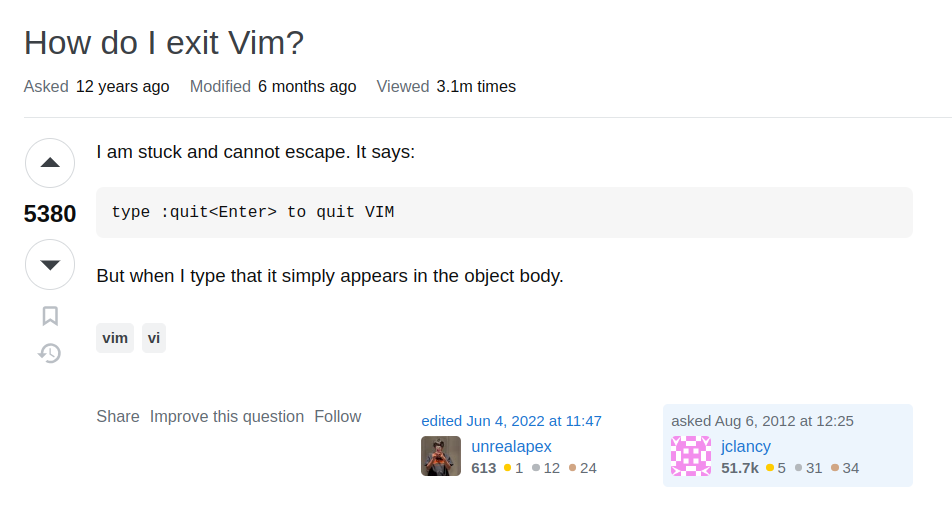 How do I exit Vim?
Asked 12 years ago Modified 6 months ago Viewed 3.1m times
I am stuck and cannot escape. It says:
5380
type :quit<Enter> to quit VIM
But when I type that it simply appears in the object body.
vim vi
Share Improve this question Follow
edited Jun 4, 2022 at 11:47
unrealapex
613 1 12 24
asked Aug 6, 2012 at 12:25
jclancy
51.7k 5 31 34